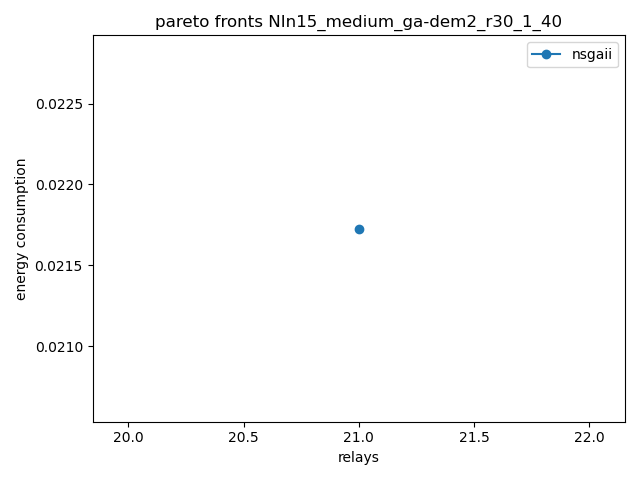 pareto fronts NIn15_medium_ga-dem2_r30_1_40
nsgaii
energy consumption
0.0225
0.0220
0.0215
0.0210
20.0 20.5 21.0 21.5 22.0
relays